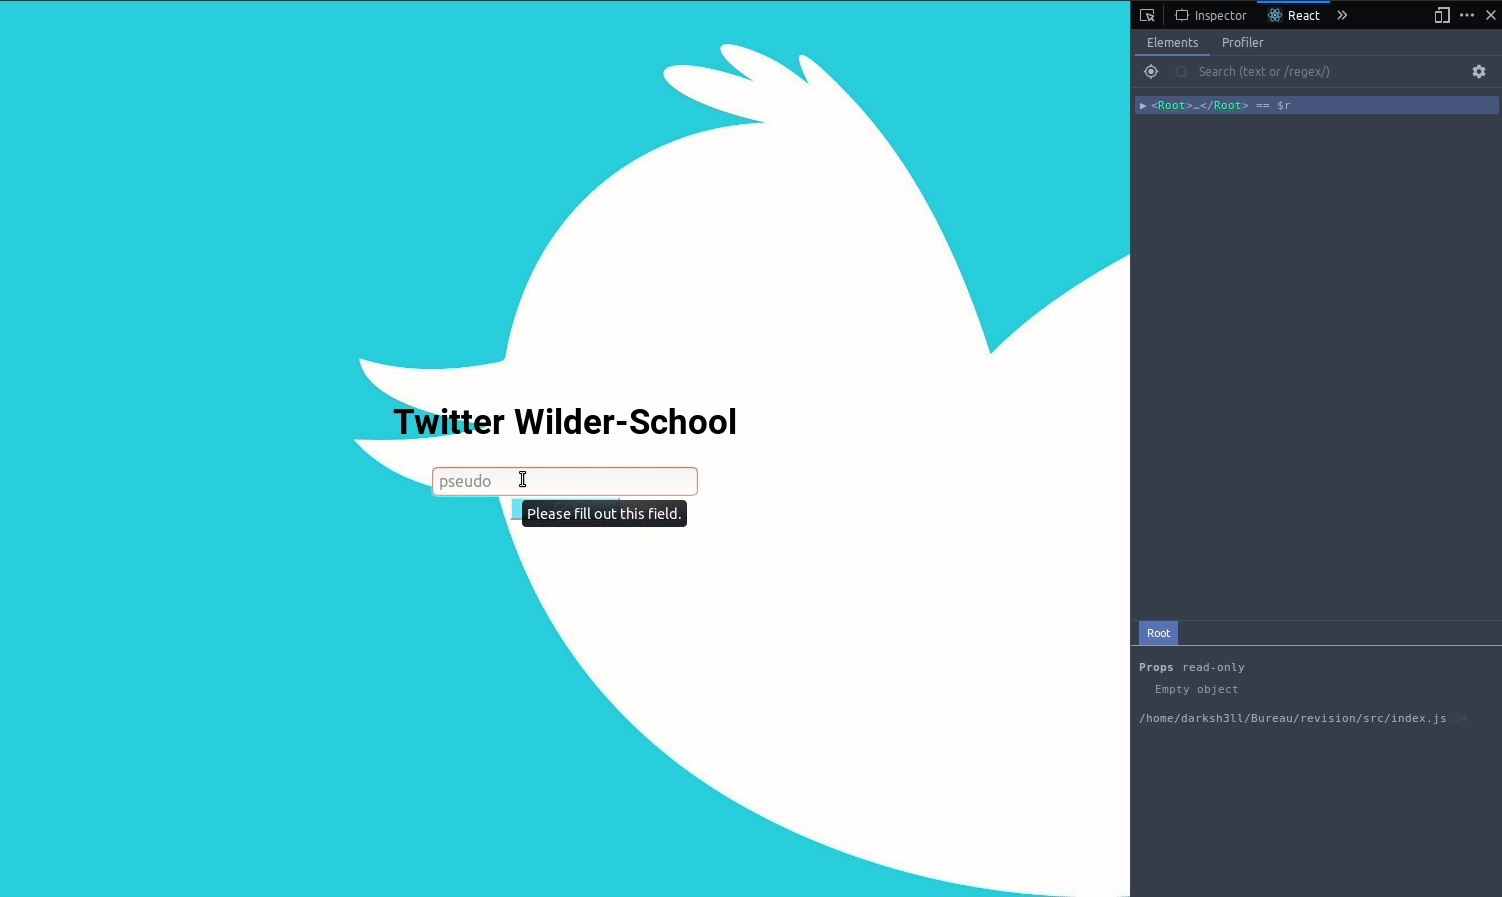 Inspector React
Elements Profiler
Search (text or /regex/)
<Root>…</Root> == $r
Twitter Wilder-School
pseudo
Please fill out this field.
Root
Props read-only
Empty object
/home/darksh3ll/Bureau/revision/src/index.js:24